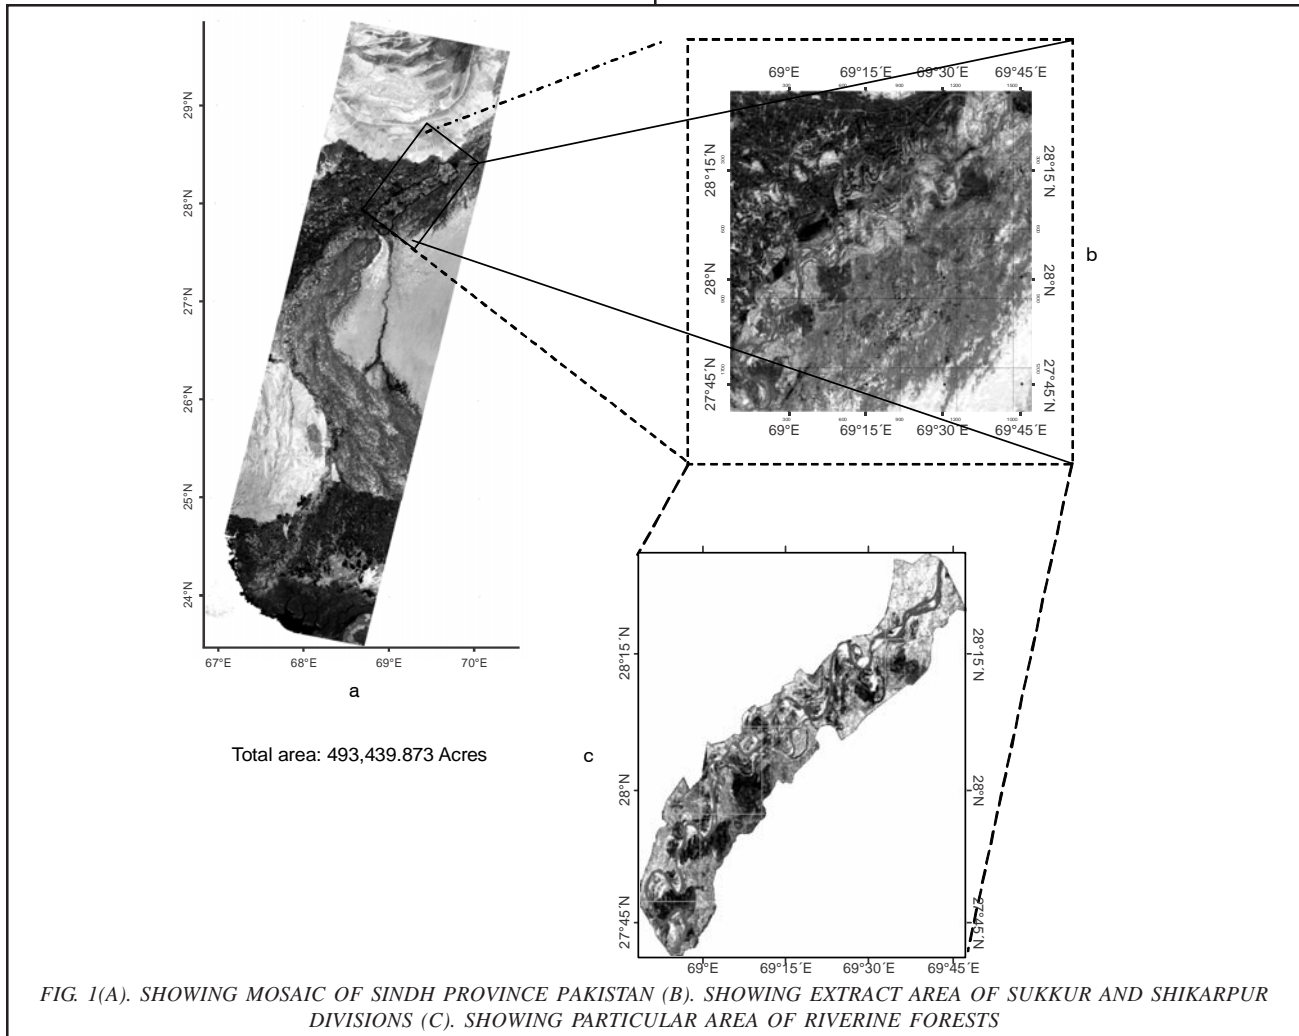 29°N
28°N
27°N
26°N
25°N
24°N
67°E 68°E 69°E 70°E
a
Total area: 493,439.873 Acres
69°E 69°15´E 69°30´E 69°45´E
28°15´N
28°N
27°45´N
28°15´N
28°N
27°45´N
69°E 69°15´E 69°30´E 69°45´E
b
c
28°15´N
28°N
27°45´N
28°15´N
28°N
27°45´N
69°E 69°15´E 69°30´E 69°45´E
FIG. 1(A). SHOWING MOSAIC OF SINDH PROVINCE PAKISTAN (B). SHOWING EXTRACT AREA OF SUKKUR AND SHIKARPUR
DIVISIONS (C). SHOWING PARTICULAR AREA OF RIVERINE FORESTS